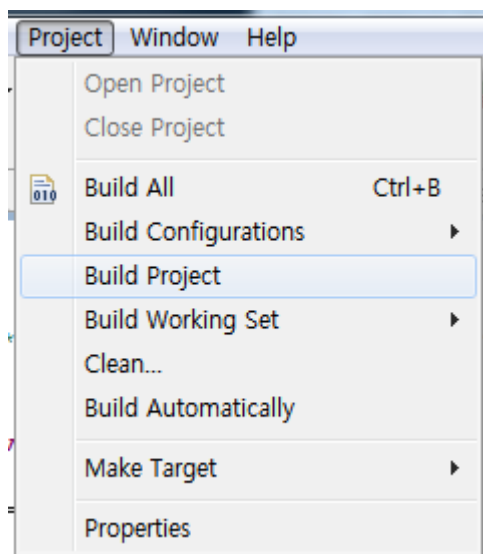 Project Window Help
Open Project
Close Project
010 Build All Ctrl+B
Build Configurations
Build Project
Build Working Set
Clean...
Build Automatically
Make Target
Properties